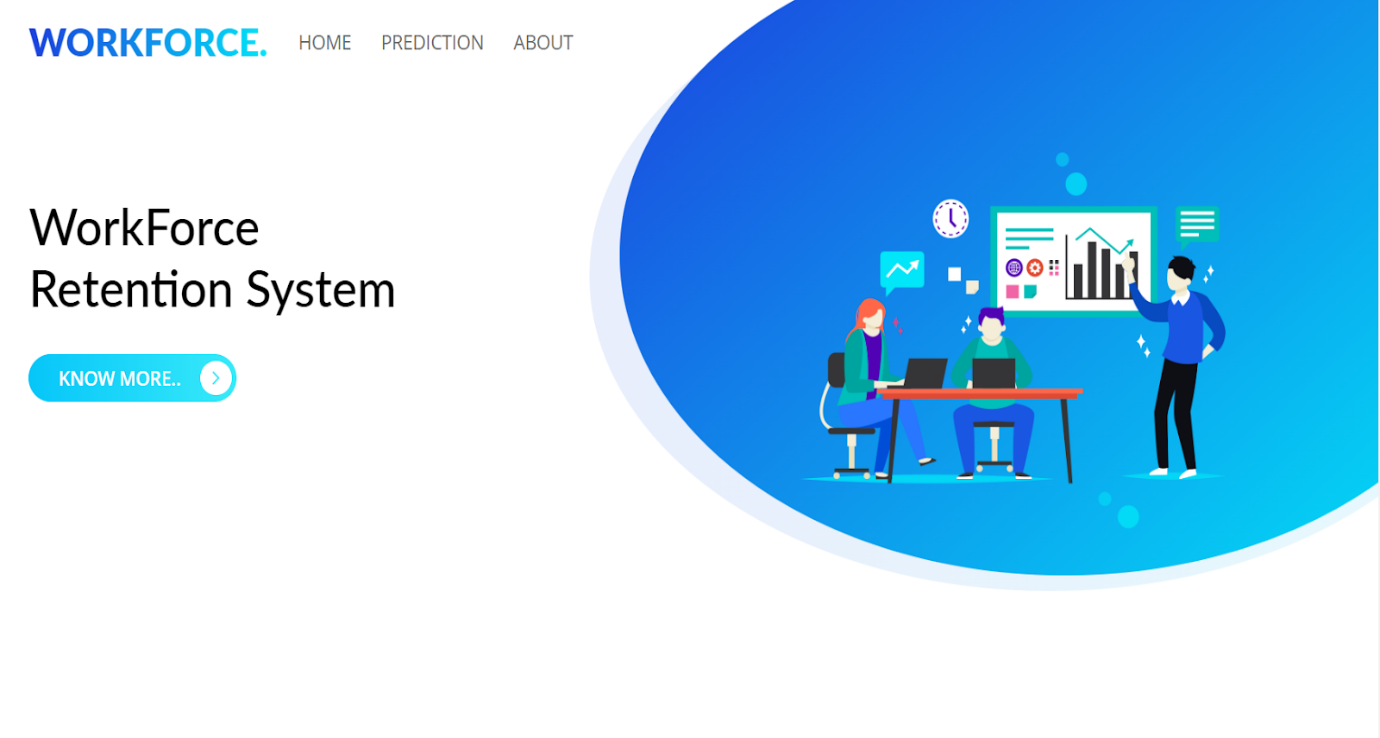 WORKFORCE. HOME PREDICTION ABOUT
WorkForce
Retention System
KNOW MORE..